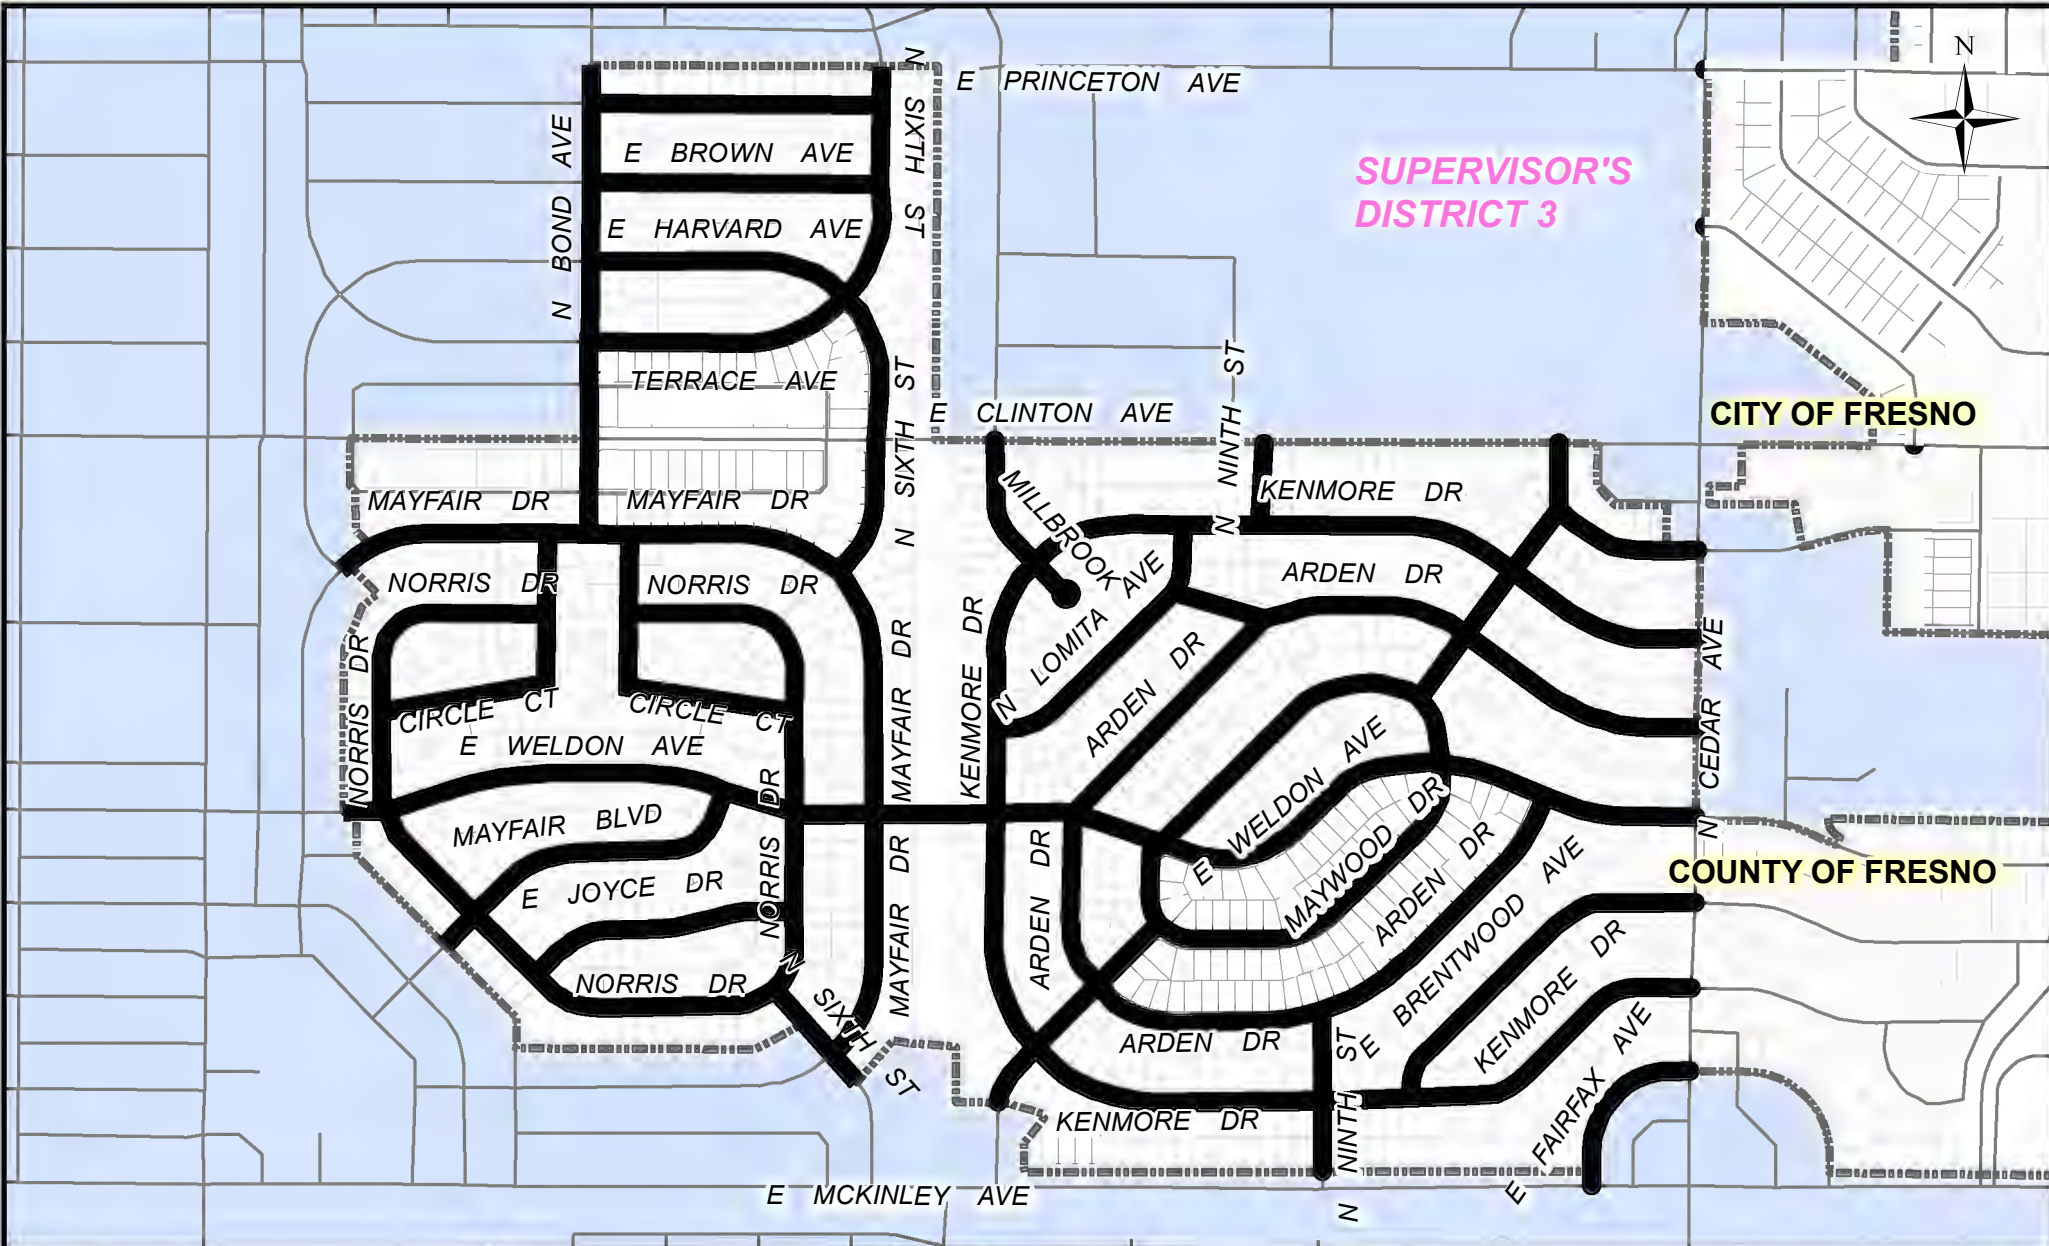 N
E PRINCETON AVE
N SIXTH ST
N BOND AVE
E BROWN AVE
SUPERVISOR'S
DISTRICT 3
E HARVARD AVE
TERRACE AVE
N SIXTH ST
N NINTH ST
E CLINTON AVE
CITY OF FRESNO
MAYFAIR DR
MAYFAIR DR
MILLBROOK
KENMORE DR
NORRIS DR
NORRIS DR
ARDEN DR
N LOMITA AVE
NORRIS DR
MAYFAIR DR
KENMORE DR
ARDEN DR
N CEDAR AVE
CIRCLE CT
CIRCLE CT
E WELDON AVE
E WELDON AVE
MAYFAIR BLVD
NORRIS DR
MAYFAIR DR
ARDEN DR
MAYWOOD DR
ARDEN DR
COUNTY OF FRESNO
E JOYCE DR
E BRENTWOOD AVE
KENMORE DR
NORRIS DR
N SIXTH ST
ARDEN DR
E FAIRFAX AVE
KENMORE DR
N NINTH ST
E MCKINLEY AVE